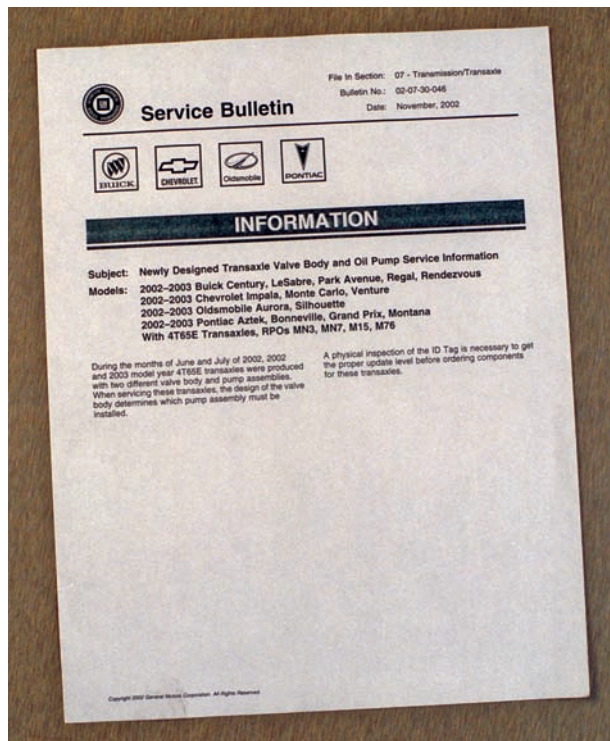 File In Section: 07 - Transmission/Transaxle
Bulletin No.: 02-07-30-046
Date: November, 2002
Service Bulletin
GM
BUICK
CHEVROLET
Oldsmobile
PONTIAC
INFORMATION
Subject: Newly Designed Transaxle Valve Body and Oil Pump Service Information
Models: 2002–2003 Buick Century, LeSabre, Park Avenue, Regal, Rendezvous
2002–2003 Chevrolet Impala, Monte Carlo, Venture
2002–2003 Oldsmobile Aurora, Silhouette
2002–2003 Pontiac Aztek, Bonneville, Grand Prix, Montana
With 4T65E Transaxles, RPOs MN3, MN7, M15, M76
During the months of June and July of 2002, 2002
and 2003 model year 4T65E transaxles were produced
with two different valve body and pump assemblies.
When servicing these transaxles, the design of the valve
body determines which pump assembly must be
installed.
A physical inspection of the ID Tag is necessary to get
the proper update level before ordering components
for these transaxles.
Copyright 2002 General Motors Corporation. All Rights Reserved.